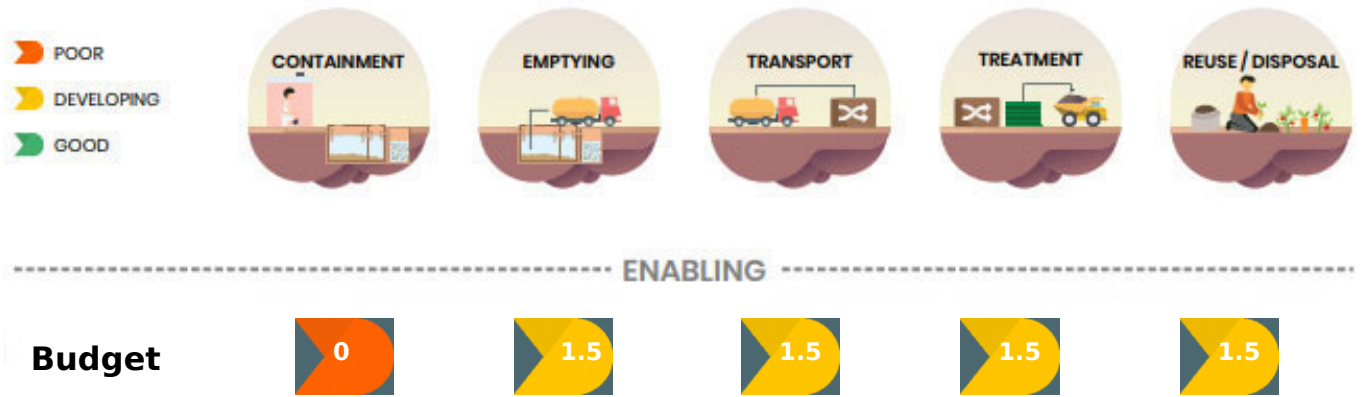 POOR
DEVELOPING
GOOD
CONTAINMENT
EMPTYING
TRANSPORT
TREATMENT
REUSE / DISPOSAL
ENABLING
Budget 0 1.5 1.5 1.5 1.5